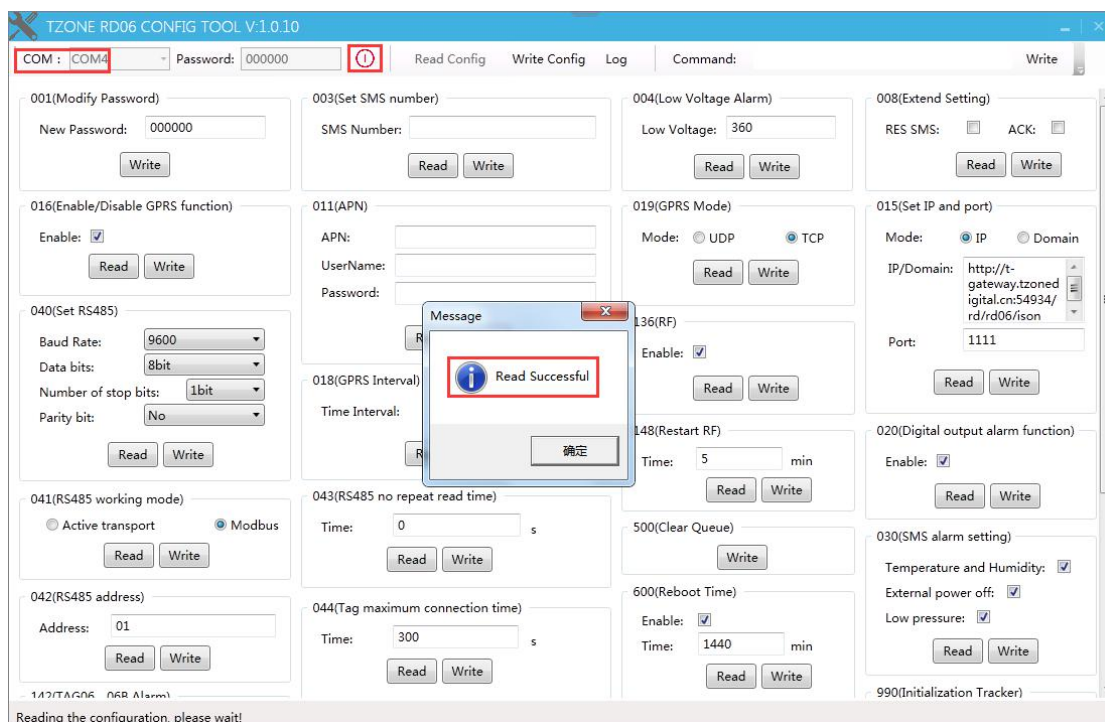 TZONE RD06 CONFIG TOOL V:1.0.10
COM : COM4 Password: 000000 Read Config Write Config Log Command: Write
001(Modify Password)
New Password: 000000
Write
003(Set SMS number)
SMS Number:
Read Write
004(Low Voltage Alarm)
Low Voltage: 360
Read Write
008(Extend Setting)
RES SMS: ACK:
Read Write
016(Enable/Disable GPRS function)
Enable:
Read Write
011(APN)
APN:
UserName:
Password:
019(GPRS Mode)
Mode: UDP TCP
Read Write
015(Set IP and port)
Mode: IP Domain
IP/Domain: http://t-
gateway.tzoned
igital.cn:54934/
rd/rd06/json
Port: 1111
Read Write
040(Set RS485)
Baud Rate: 9600
Data bits: 8bit
Number of stop bits: 1bit
Parity bit: No
Read Write
018(GPRS Interval)
Time Interval:
Message
Read Successful
确定
136(RF)
Enable:
Read Write
148(Restart RF)
Time: 5 min
Read Write
020(Digital output alarm function)
Enable:
Read Write
041(RS485 working mode)
Active transport Modbus
Read Write
043(RS485 no repeat read time)
Time: 0 s
Read Write
500(Clear Queue)
Write
030(SMS alarm setting)
Temperature and Humidity:
External power off:
Low pressure:
Read Write
042(RS485 address)
Address: 01
Read Write
044(Tag maximum connection time)
Time: 300 s
Read Write
600(Reboot Time)
Enable:
Time: 1440 min
Read Write
142(TAG06 06B Alarm)
990(Initialization Tracker)
Reading the configuration, please wait!